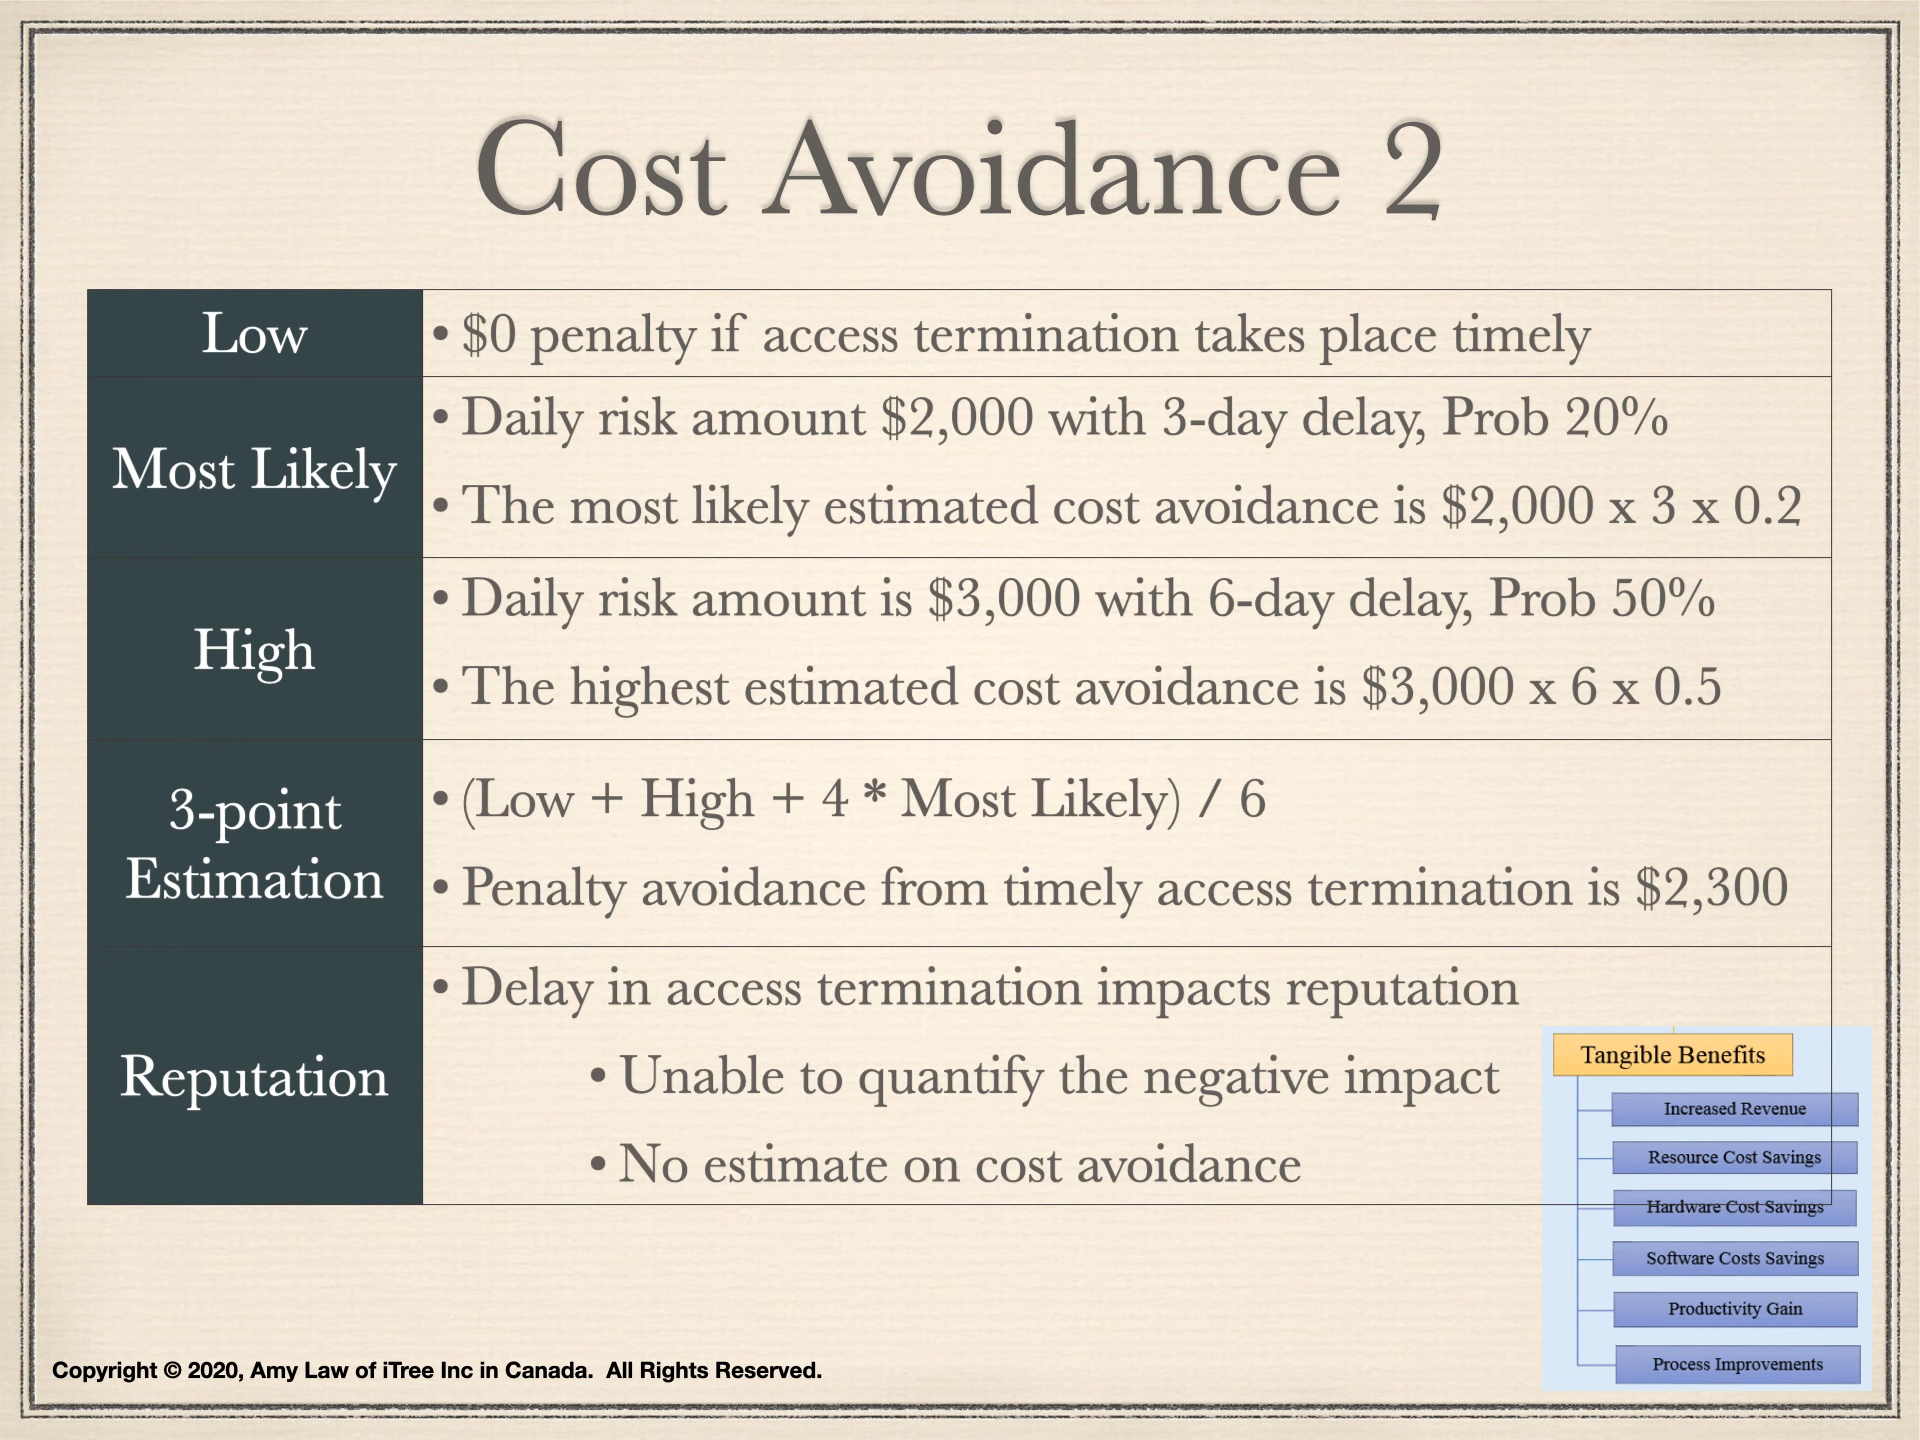 Cost Avoidance 2
Low
• $0 penalty if access termination takes place timely
Most Likely
• Daily risk amount $2,000 with 3-day delay, Prob 20%
• The most likely estimated cost avoidance is $2,000 x 3 x 0.2
High
• Daily risk amount is $3,000 with 6-day delay, Prob 50%
• The highest estimated cost avoidance is $3,000 x 6 x 0.5
3-point
Estimation
• (Low + High + 4 * Most Likely) / 6
• Penalty avoidance from timely access termination is $2,300
Reputation
• Delay in access termination impacts reputation
• Unable to quantify the negative impact
• No estimate on cost avoidance
Tangible Benefits
Increased Revenue
Resource Cost Savings
Hardware Cost Savings
Software Costs Savings
Productivity Gain
Process Improvements
Copyright © 2020, Amy Law of iTree Inc in Canada.  All Rights Reserved.